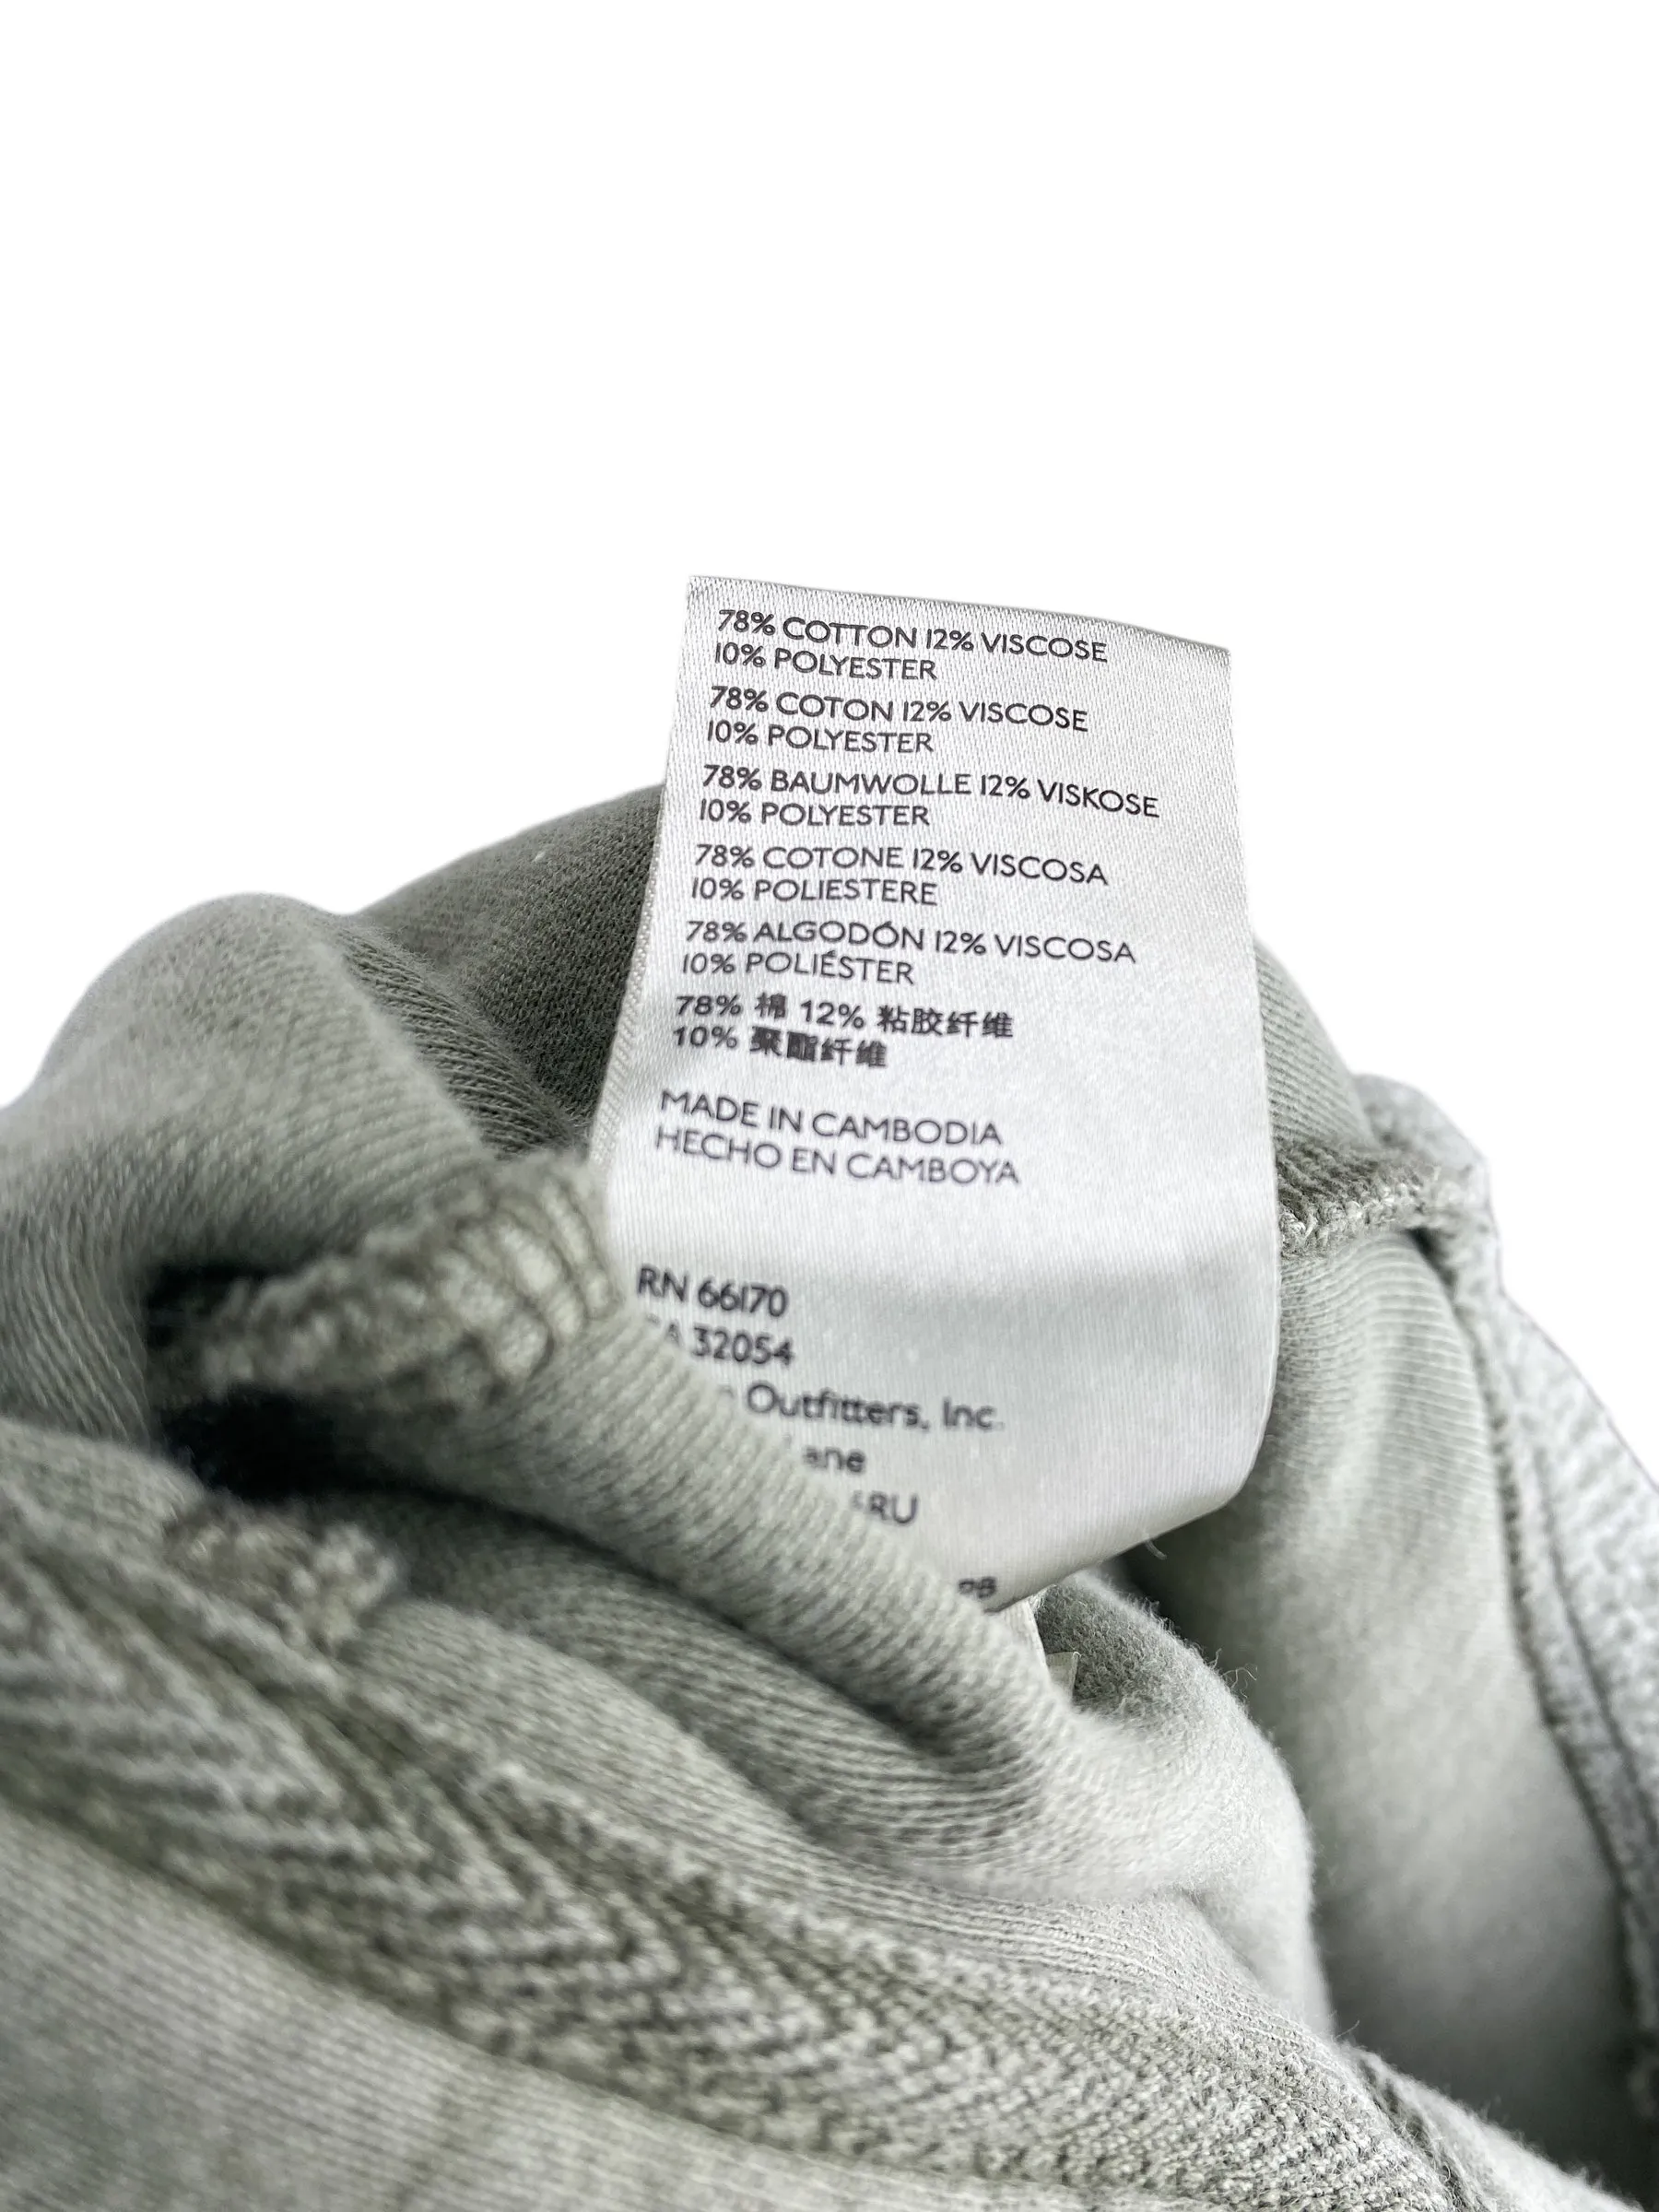 78% COTTON 12% VISCOSE
10% POLYESTER
78% COTON 12% VISCOSE
10% POLYESTER
78% BAUMWOLLE 12% VISKOSE
10% POLYESTER
78% COTONE 12% VISCOSA
10% POLIESTERE
78% ALGODÓN 12% VISCOSA
10% POLIÉSTER
78% 棉 12% 粘胶纤维
10% 聚酯纤维
MADE IN CAMBODIA
HECHO EN CAMBOYA
RN 66170
32054
Outfitters, Inc.